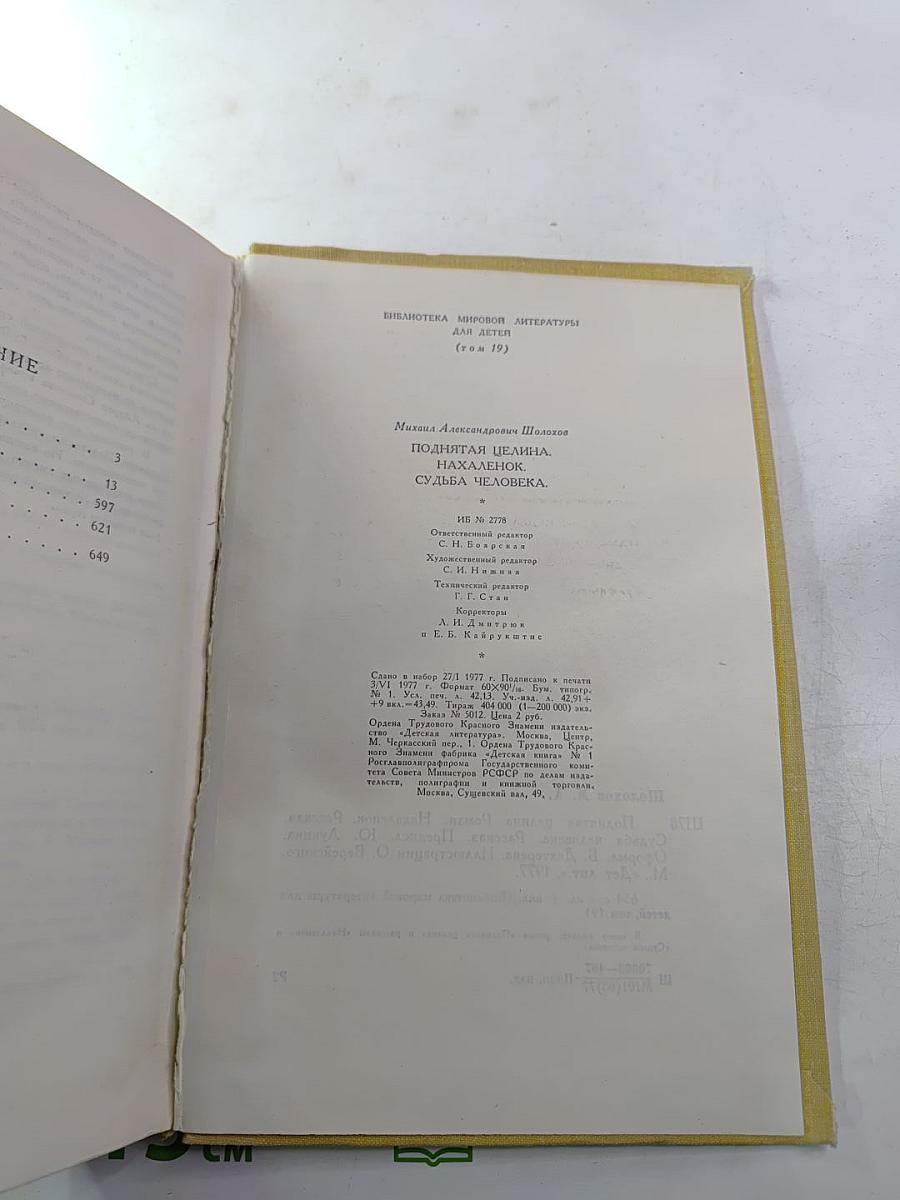 НИЕ
3
13
597
621
649
БИБЛИОТЕКА МИРОВОЙ ЛИТЕРАТУРЫ
ДЛЯ ДЕТЕЙ
(том 19)
Михаил Александрович Шолохов
ПОДНЯТАЯ ЦЕЛИНА.
НАХАЛЕНОК.
СУДЬБА ЧЕЛОВЕКА.
*
ИБ № 2778
Ответственный редактор
С. Н. Боярская
Художественный редактор
С. И. Нижняя
Технический редактор
Г. Г. Стан
Корректоры
Л. И. Дмитрюк
и Е. Б. Кайрукштис
*
Сдано в набор 27/I 1977 г. Подписано к печати
3/VI 1977 г. Формат 60×90¹/₁₆. Бум. типогр.
№ 1. Усл. печ. л. 42,13. Уч.-изд. л. 42,91+
+9 вкл.=43,49. Тираж 404 000 (1—200 000) экз.
Заказ № 5012. Цена 2 руб.
Ордена Трудового Красного Знамени издатель-
ство «Детская литература». Москва, Центр,
М. Черкасский пер., 1. Ордена Трудового Крас-
ного Знамени фабрика «Детская книга» № 1
Росглавполиграфпрома Государственного коми-
тета Совета Министров РСФСР по делам изда-
тельств, полиграфии и книжной торговли.
Москва, Сущевский вал, 49.
см